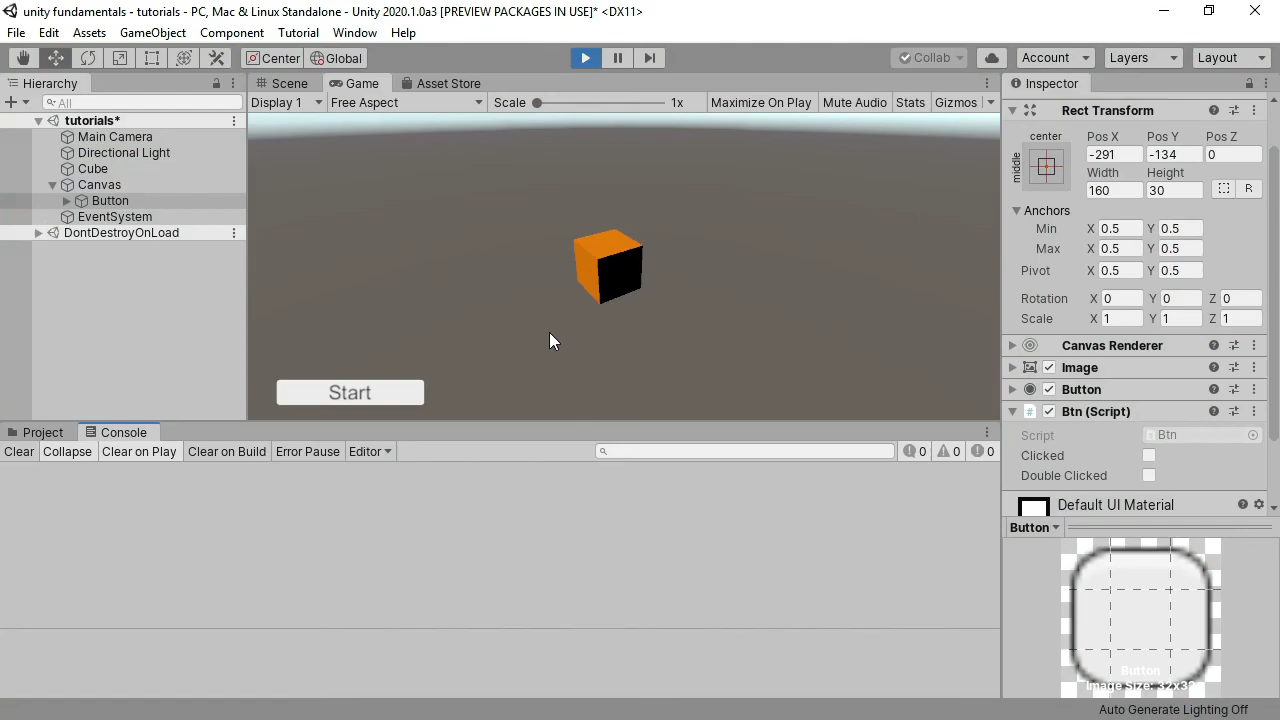 unity fundamentals - tutorials - PC, Mac & Linux Standalone - Unity 2020.1.0a3 [PREVIEW PACKAGES IN USE]* <DX11>
File Edit Assets GameObject Component Tutorial Window Help
Center Global Collab Account Layers Layout
Hierarchy Scene Game Asset Store Inspector
All Display 1 Free Aspect Scale 1x Maximize On Play Mute Audio Stats Gizmos
tutorials*
Main Camera
Directional Light
Cube
Canvas
Button
EventSystem
DontDestroyOnLoad
Start
Rect Transform
center
middle
Pos X Pos Y Pos Z
-291 -134 0
Width Height
160 30 R
Anchors
Min X 0.5 Y 0.5
Max X 0.5 Y 0.5
Pivot X 0.5 Y 0.5
Rotation X 0 Y 0 Z 0
Scale X 1 Y 1 Z 1
Canvas Renderer
Image
Button
# Btn (Script)
Script Btn
Clicked
Double Clicked
Default UI Material
Button
Button
Image Size: 32x32
Project Console
Clear Collapse Clear on Play Clear on Build Error Pause Editor 0 0 0
Auto Generate Lighting Off